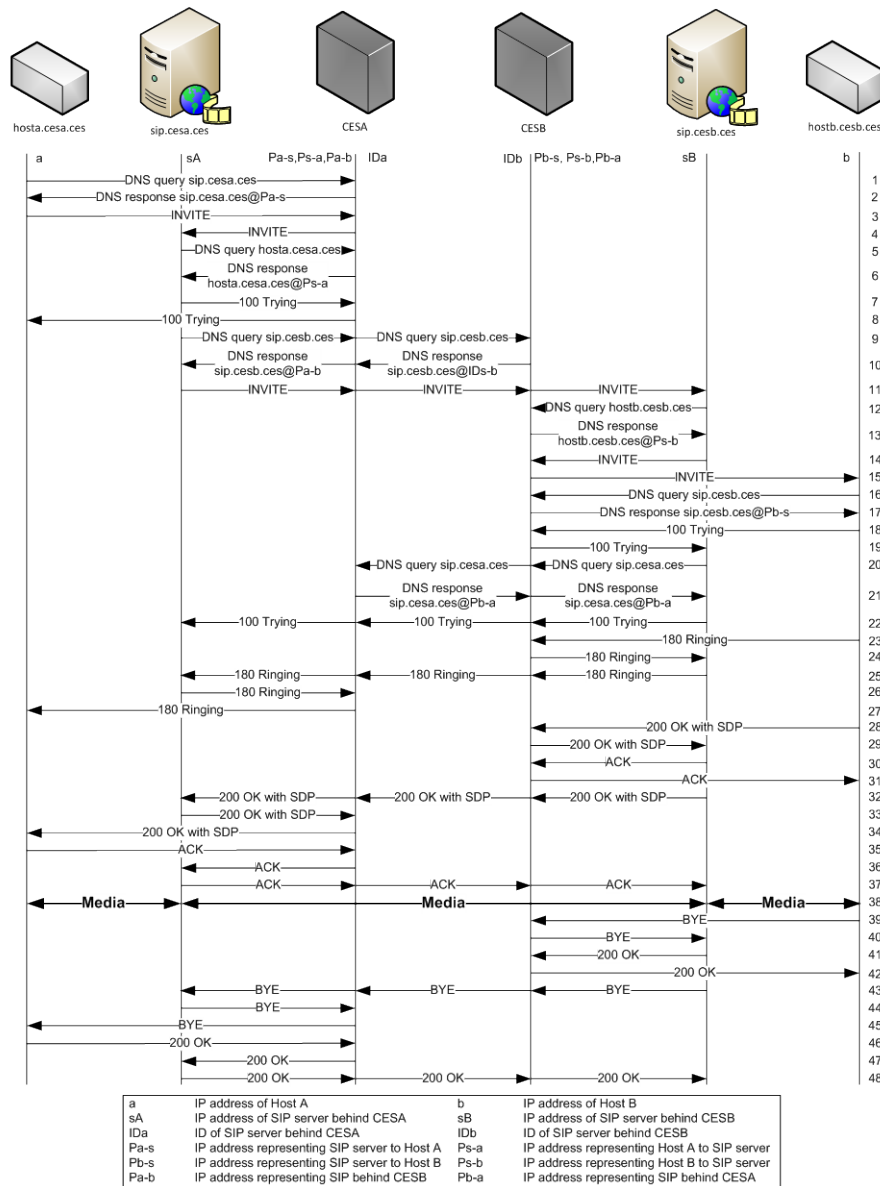 hosta.cesa.ces
sip.cesa.ces
CESA
CESB
sip.cesb.ces
hostb.cesb.ces
a
sA
Pa-s,Ps-a,Pa-b
IDa
IDb
Pb-s, Ps-b,Pb-a
sB
b
DNS query sip.cesa.ces
1
DNS response sip.cesa.ces@Pa-s
2
INVITE
3
INVITE
4
DNS query hosta.cesa.ces
5
DNS response
hosta.cesa.ces@Ps-a
6
100 Trying
7
100 Trying
8
DNS query sip.cesb.ces
DNS query sip.cesb.ces
9
DNS response
sip.cesb.ces@Pa-b
DNS response
sip.cesb.ces@IDs-b
10
INVITE
INVITE
INVITE
11
DNS query hostb.cesb.ces
12
DNS response
hostb.cesb.ces@Ps-b
13
INVITE
14
INVITE
15
DNS query sip.cesb.ces
16
DNS response sip.cesb.ces@Pb-s
17
100 Trying
18
100 Trying
19
DNS query sip.cesa.ces
DNS query sip.cesa.ces
20
DNS response
sip.cesa.ces@Pb-a
DNS response
sip.cesa.ces@Pb-a
21
100 Trying
100 Trying
100 Trying
22
180 Ringing
23
180 Ringing
24
180 Ringing
180 Ringing
180 Ringing
25
180 Ringing
26
180 Ringing
27
200 OK with SDP
28
200 OK with SDP
29
ACK
30
ACK
31
200 OK with SDP
200 OK with SDP
200 OK with SDP
32
200 OK with SDP
33
200 OK with SDP
34
ACK
35
ACK
36
ACK
ACK
ACK
37
Media
Media
Media
38
BYE
39
BYE
40
200 OK
41
200 OK
42
BYE
BYE
BYE
43
BYE
44
BYE
45
200 OK
46
200 OK
47
200 OK
200 OK
200 OK
48
a IP address of Host A b IP address of Host B
sA IP address of SIP server behind CESA sB IP address of SIP server behind CESB
IDa ID of SIP server behind CESA IDb ID of SIP server behind CESB
Pa-s IP address representing SIP server to Host A Ps-a IP address representing Host A to SIP server
Pb-s IP address representing SIP server to Host B Ps-b IP address representing Host B to SIP server
Pa-b IP address representing SIP behind CESB Pb-a IP address representing SIP behind CESA